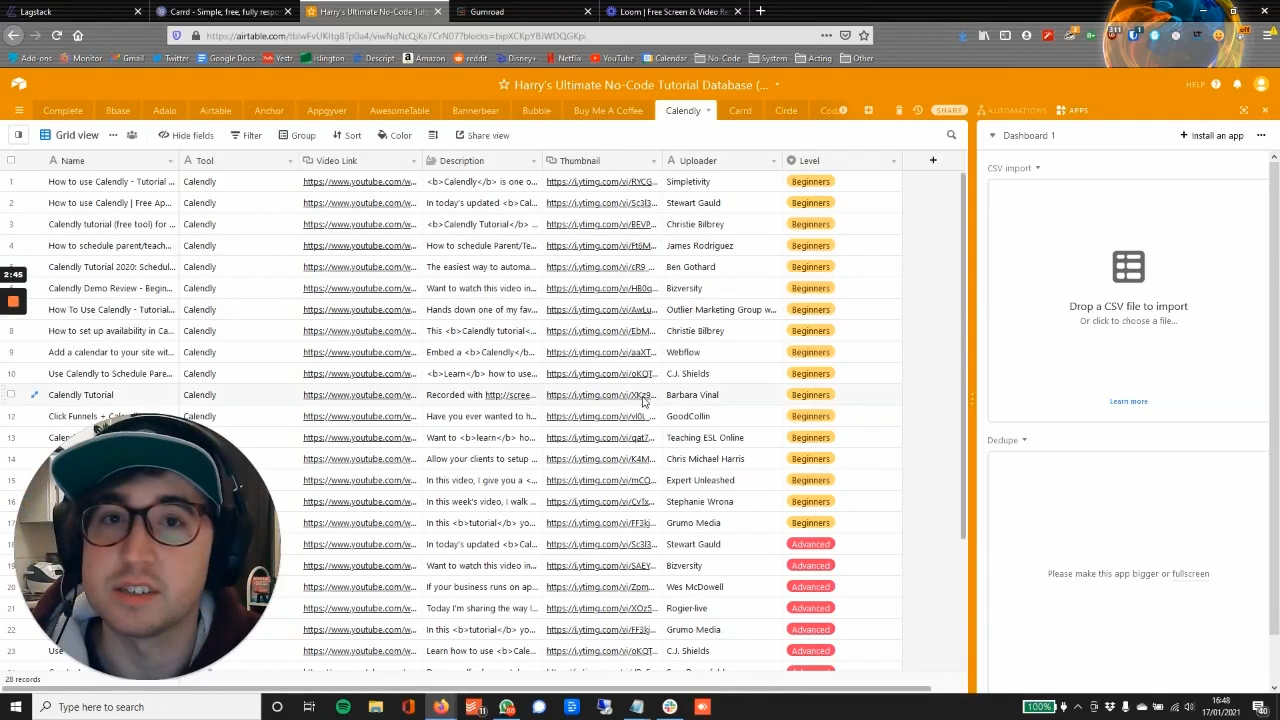 Lagstack
Carrd - Simple, free, fully respo
Harry's Ultimate No-Code Tuto
Gumroad
Loom | Free Screen & Video Re
https://airtable.com/
Add-ons Monitor Gmail Twitter Google Docs Ystr Islington Descript Amazon reddit Disney+ Netflix YouTube Calendar No-Code System Acting Other
Harry's Ultimate No-Code Tutorial Database (...
HELP
Complete 8base Adalo Airtable Anchor Appgyver AwesomeTable Bannerbear Bubble Buy Me A Coffee Calendly Carrd Circle Cod SHARE AUTOMATIONS APPS
Grid view Hide fields Filter Group Sort Color Share view
Dashboard 1 + Install an app
Name Tool Video Link Description Thumbnail Uploader Level
1 How to use Calendly - Tutorial ... Calendly https://www.youtube.com/w... <b>Calendly</b> is one o... https://i.ytimg.com/vi/RYCG... Simpletivity Beginners
2 How to use Calendly | Free Ap... Calendly https://www.youtube.com/w... In today's updated <b>Cal... https://i.ytimg.com/vi/Sc3l3... Stewart Gauld Beginners
3 Calendly tutorial (free tool) for ... Calendly https://www.youtube.com/w... <b>Calendly Tutorial</b> ... https://i.ytimg.com/vi/BEVP... Christie Bilbrey Beginners
4 How to schedule parent/teach... Calendly https://www.youtube.com/w... How to schedule Parent/Te... https://i.ytimg.com/vi/Ft6M... James Rodriguez Beginners
Calendly Tutorial 2020: Schedul... Calendly https://www.youtube.com/w... The easiest way to automa... https://i.ytimg.com/vi/cR9_... Ben Gothard Beginners
Calendly Demo Review - Begin... Calendly https://www.youtube.com/w... Want to watch this video in... https://i.ytimg.com/vi/HB0q... Bizversity Beginners
How To Use Calendly - Tutorial... Calendly https://www.youtube.com/w... Hands down one of my fav... https://i.ytimg.com/vi/AwLu... Outlier Marketing Group w... Beginners
8 How to set up availability in Ca... Calendly https://www.youtube.com/w... This <b>Calendly tutorial<... https://i.ytimg.com/vi/EbM... Christie Bilbrey Beginners
9 Add a calendar to your site wit... Calendly https://www.youtube.com/w... Embed a <b>Calendly</b>... https://i.ytimg.com/vi/aaXT... Webflow Beginners
10 Use Calendly to Schedule Pare... Calendly https://www.youtube.com/w... <b>Learn</b> how to use... https://i.ytimg.com/vi/oKQT... C.J. Shields Beginners
Calendly Tutorial Calendly https://www.youtube.com/w... Recorded with http://scree... https://i.ytimg.com/vi/XKz9... Barbara Vinal Beginners
12 Click Funnels Calendly https://www.youtube.com/w... Have you ever wanted to h... https://i.ytimg.com/vi/vI0L... GoodCollin Beginners
13 Calen https://www.youtube.com/w... Want to <b>learn</b> ho... https://i.ytimg.com/vi/qat7... Teaching ESL Online Beginners
14 https://www.youtube.com/w... Allow your clients to setup ... https://i.ytimg.com/vi/K4M... Chris Michael Harris Beginners
15 https://www.youtube.com/w... In this video, I give you a <... https://i.ytimg.com/vi/mCO... Expert Unleashed Beginners
16 https://www.youtube.com/w... In this week's video, I walk ... https://i.ytimg.com/vi/CvTx... Stephanie Wrona Beginners
17 https://www.youtube.com/w... In this <b>tutorial</b> yo... https://i.ytimg.com/vi/FF3kj... Grumo Media Beginners
https://www.youtube.com/w... In today's updated <b>Cal... https://i.ytimg.com/vi/Sc3l3... Stewart Gauld Advanced
https://www.youtube.com/w... Want to watch this video in... https://i.ytimg.com/vi/SAEY... Bizversity Advanced
20 https://www.youtube.com/w... If your business runs on ap... https://i.ytimg.com/vi/Zpm... Wes McDowell Advanced
21 https://www.youtube.com/w... Today I'm sharing the way I... https://i.ytimg.com/vi/XOz5... Rogier-live Advanced
22 https://www.youtube.com/w... In this <b>tutorial</b> yo... https://i.ytimg.com/vi/FF3kj... Grumo Media Advanced
23 Use https://www.youtube.com/w... Learn how to use <b>Cal... https://i.ytimg.com/vi/oKQT... C.J. Shields Advanced
28 records
2:45
CSV import
Drop a CSV file to import
Or click to choose a file...
Learn more
Dedupe
Please make this app bigger or fullscreen
Type here to search
100%
16:48
17/01/2021